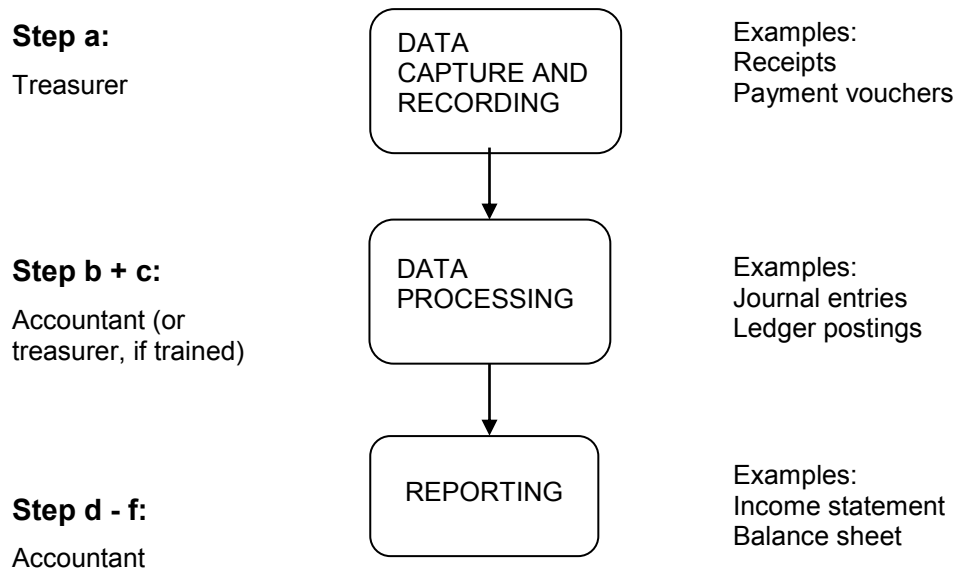 Step a:
Treasurer
DATA
CAPTURE AND
RECORDING
Examples:
Receipts
Payment vouchers
Step b + c:
Accountant (or
treasurer, if trained)
DATA
PROCESSING
Examples:
Journal entries
Ledger postings
Step d - f:
Accountant
REPORTING
Examples:
Income statement
Balance sheet